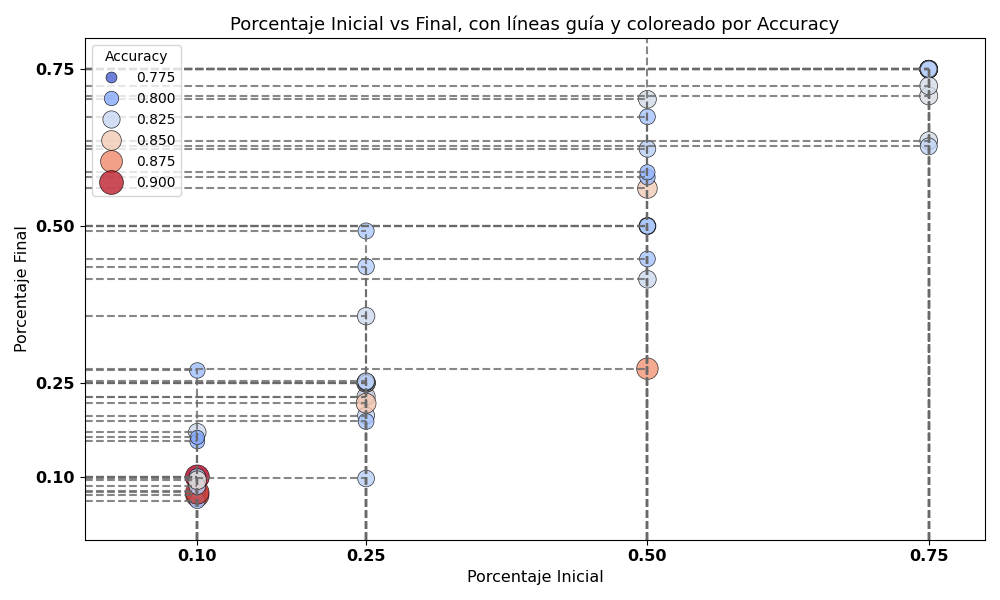 Porcentaje Inicial vs Final, con líneas guía y coloreado por Accuracy
Accuracy
0.775
0.800
0.825
0.850
0.875
0.900
Porcentaje Final
0.75
0.50
0.25
0.10
0.10 0.25 0.50 0.75
Porcentaje Inicial